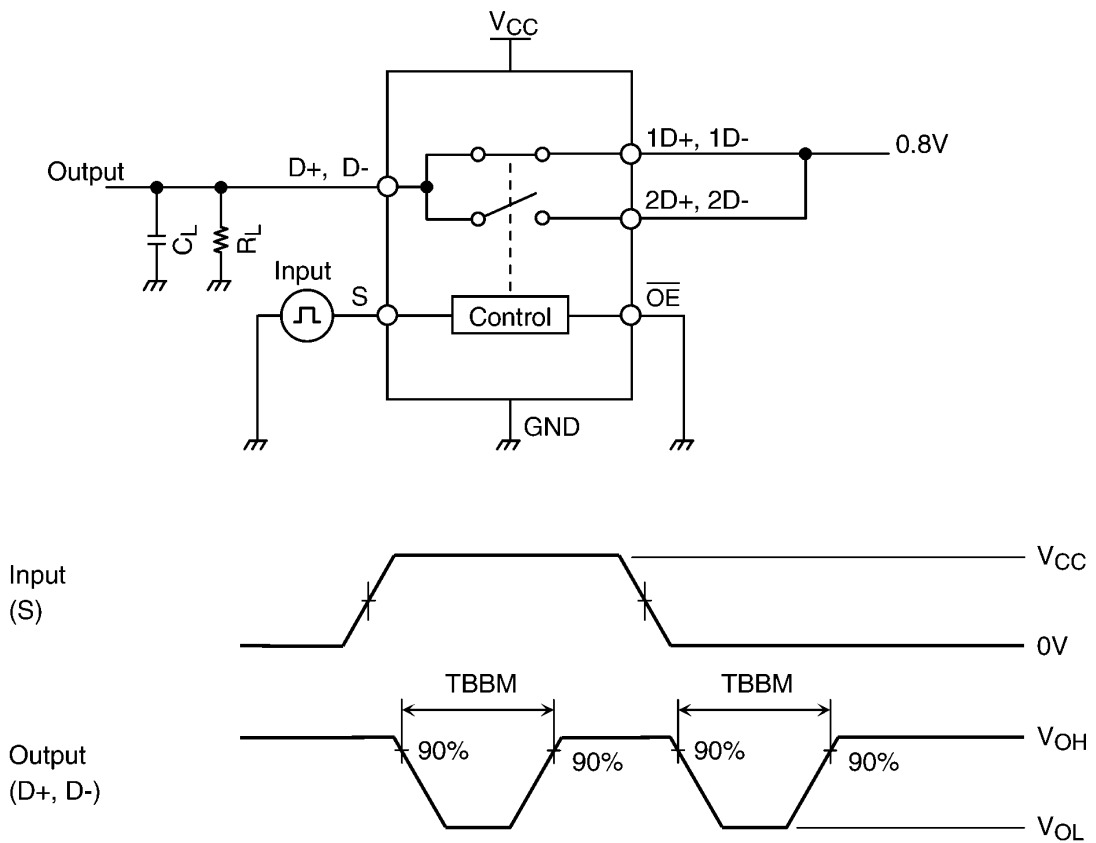 VCC
Output
D+, D-
1D+, 1D-
0.8V
2D+, 2D-
CL
RL
Input
S
Control
OE
GND
Input
(S)
VCC
0V
TBBM
TBBM
Output
(D+, D-)
90%
90%
90%
90%
VOH
VOL